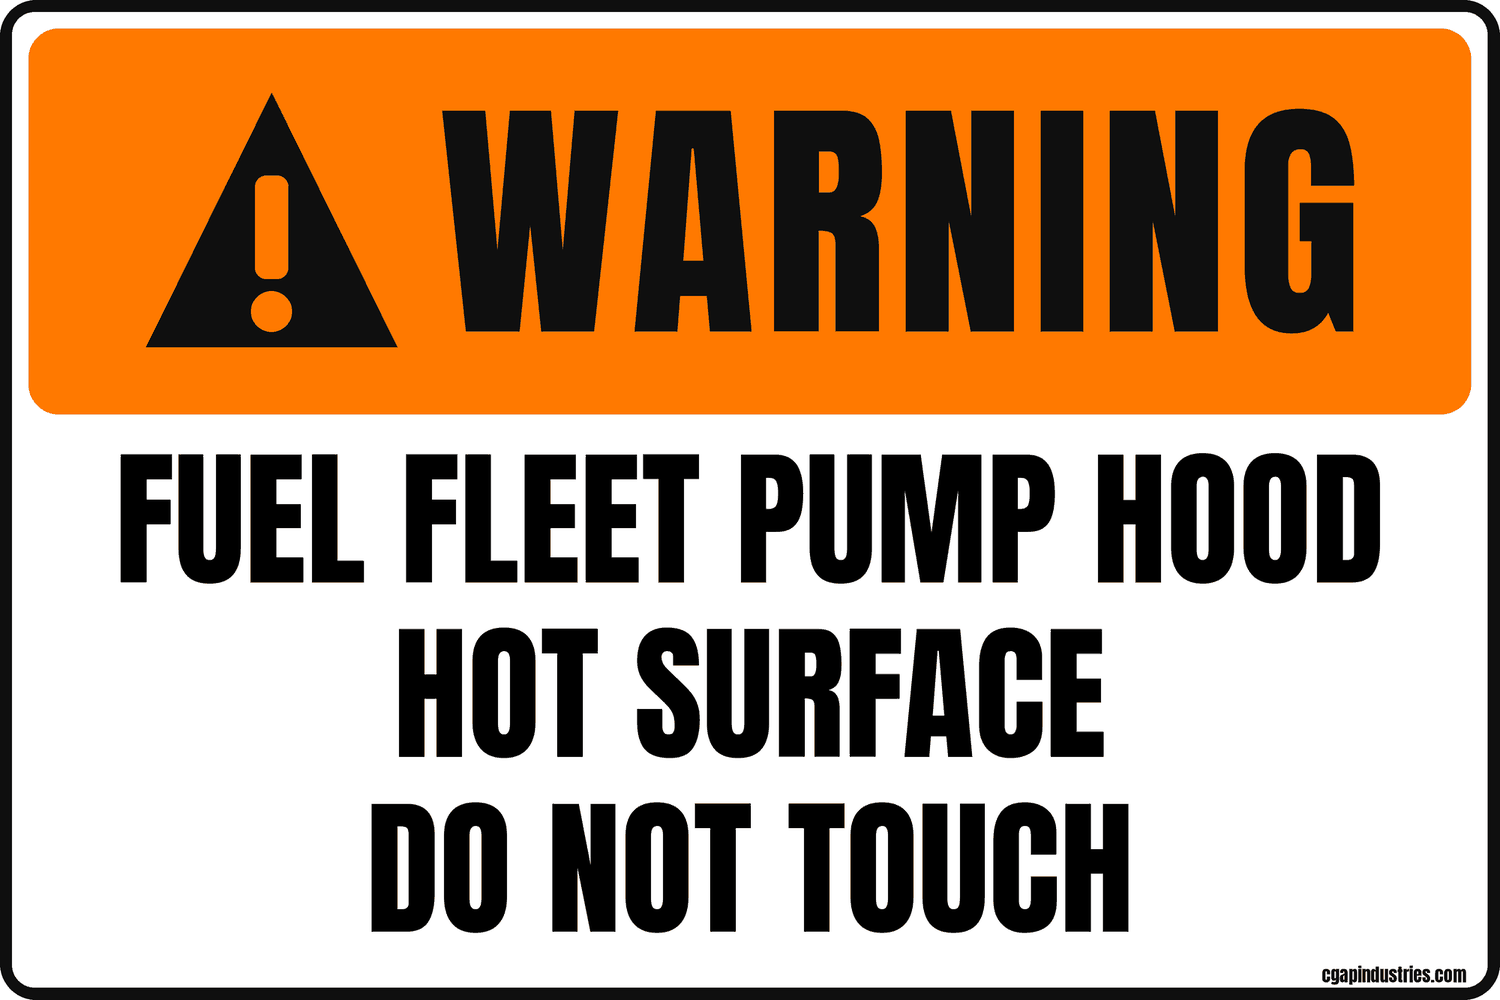 WARNING
FUEL FLEET PUMP HOOD
HOT SURFACE
DO NOT TOUCH
cgapindustries.com